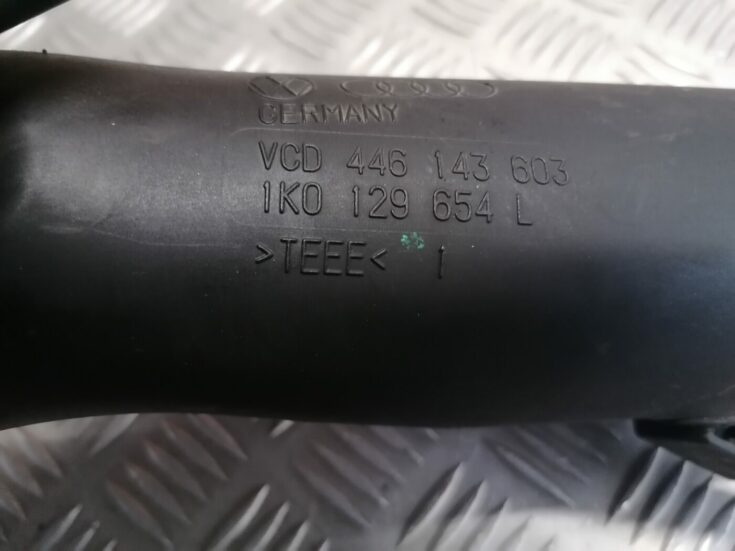 GERMANY
VCD 446 143 603
1K0 129 654 L
>TEEE< 1